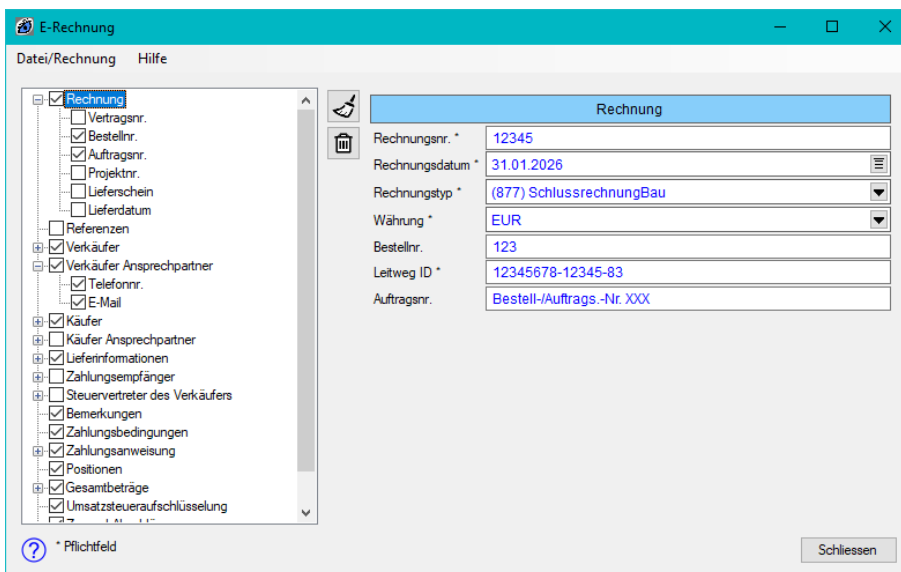 E-Rechnung
Datei/Rechnung Hilfe
Rechnung
Vertragsnr.
Bestellnr.
Auftragsnr.
Projektnr.
Lieferschein
Lieferdatum
Referenzen
Verkäufer
Verkäufer Ansprechpartner
Telefonnr.
E-Mail
Käufer
Käufer Ansprechpartner
Lieferinformationen
Zahlungsempfänger
Steuervertreter des Verkäufers
Bemerkungen
Zahlungsbedingungen
Zahlungsanweisung
Positionen
Gesamtbeträge
Umsatzsteueraufschlüsselung
Rechnung
Rechnungsnr. * 12345
Rechnungsdatum * 31.01.2026
Rechnungstyp * (877) SchlussrechnungBau
Währung * EUR
Bestellnr. 123
Leitweg ID * 12345678-12345-83
Auftragsnr. Bestell-/Auftrags.-Nr. XXX
? * Pflichtfeld
Schliessen